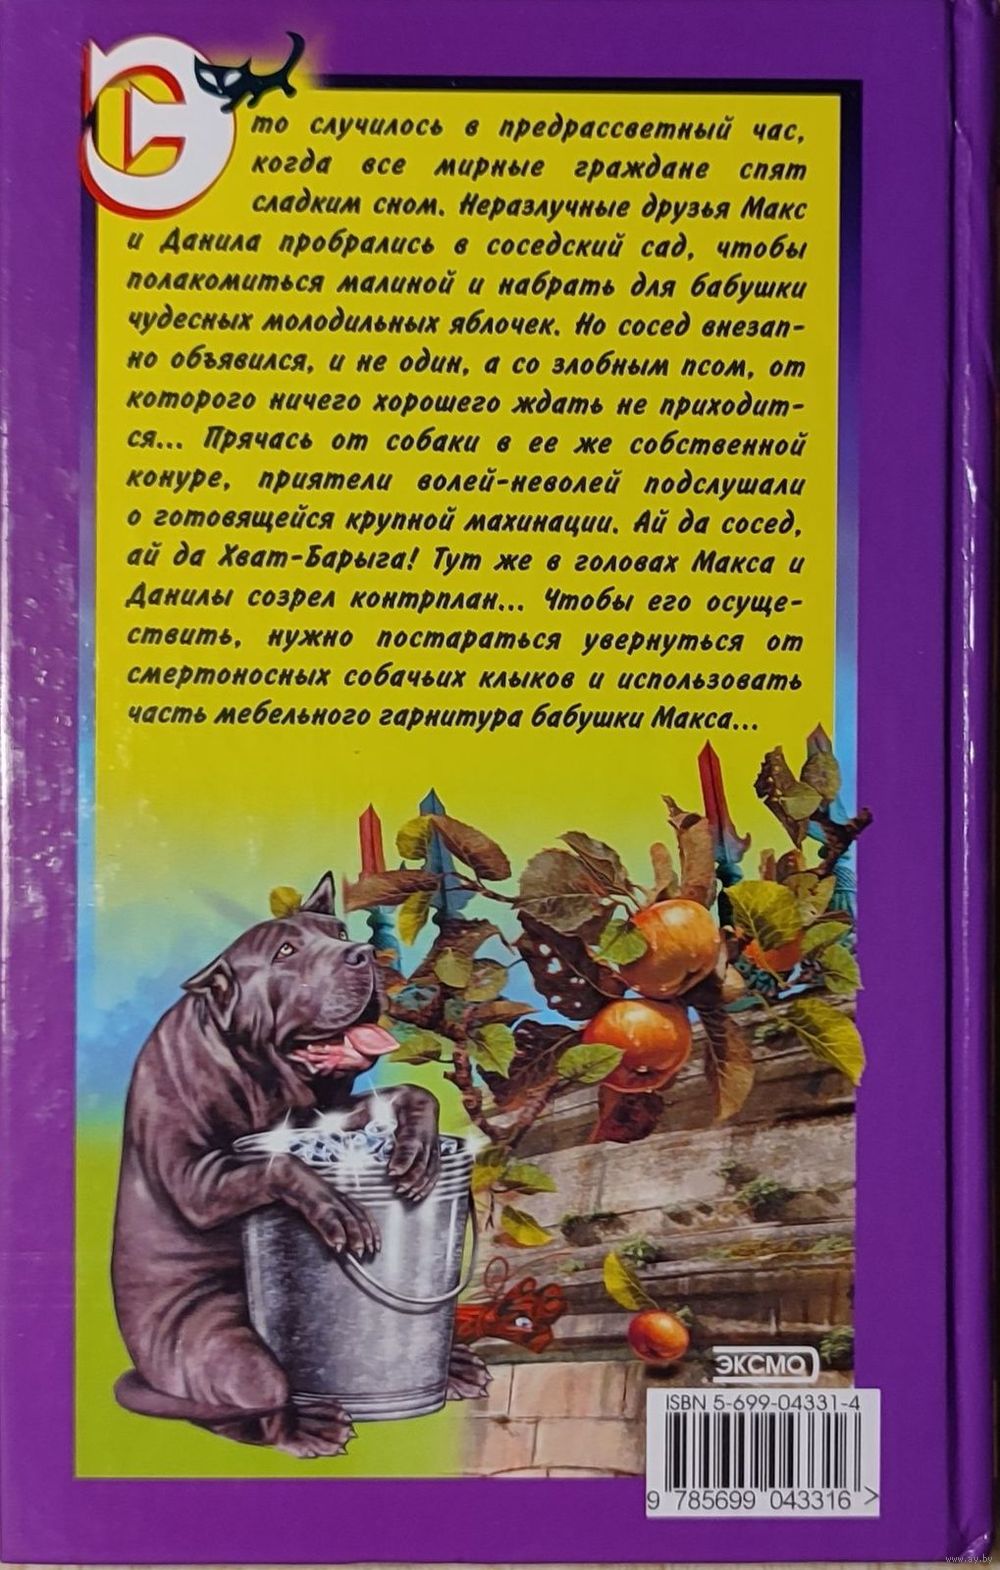 Это случилось в предрассветный час,
когда все мирные граждане спят
сладким сном. Неразлучные друзья Макс
и Данила пробрались в соседский сад, чтобы
полакомиться малиной и набрать для бабушки
чудесных молодильных яблочек. Но сосед внезап-
но объявился, и не один, а со злобным псом, от
которого ничего хорошего ждать не приходит-
ся... Прячась от собаки в ее же собственной
конуре, приятели волей-неволей подслушали
о готовящейся крупной махинации. Ай да сосед,
ай да Хват-Барыга! Тут же в головах Макса и
Данилы созрел контрплан... Чтобы его осуще-
ствить, нужно постараться увернуться от
смертоносных собачьих клыков и использовать
часть мебельного гарнитура бабушки Макса...
ЭКСМО
ISBN 5-699-04331-4
9 785699 043316 >
www.ay.by